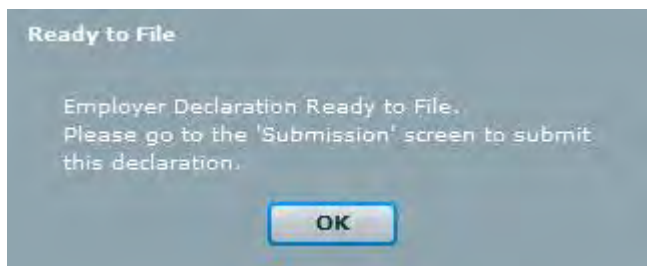 Ready to File
Employer Declaration Ready to File.
Please go to the 'Submission' screen to submit
this declaration.
OK